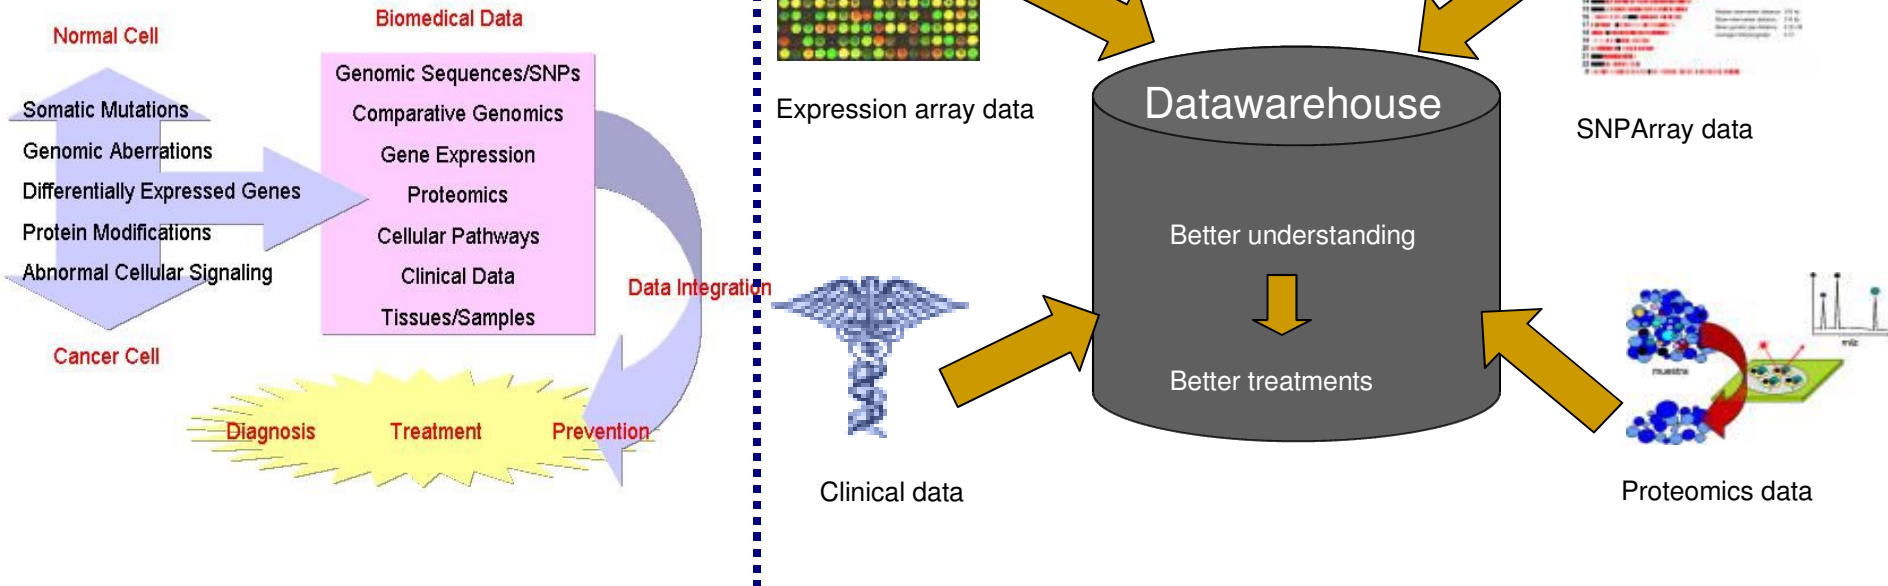 Biomedical Data
Normal Cell
Genomic Sequences/SNPs
Somatic Mutations
Comparative Genomics
Genomic Aberrations
Gene Expression
Differentially Expressed Genes
Proteomics
Protein Modifications
Cellular Pathways
Abnormal Cellular Signaling
Clinical Data
Data Integration
Tissues/Samples
Cancer Cell
Diagnosis
Treatment
Prevention
Expression array data
Datawarehouse
SNPArray data
Better understanding
Better treatments
muestra
m/z
Clinical data
Proteomics data